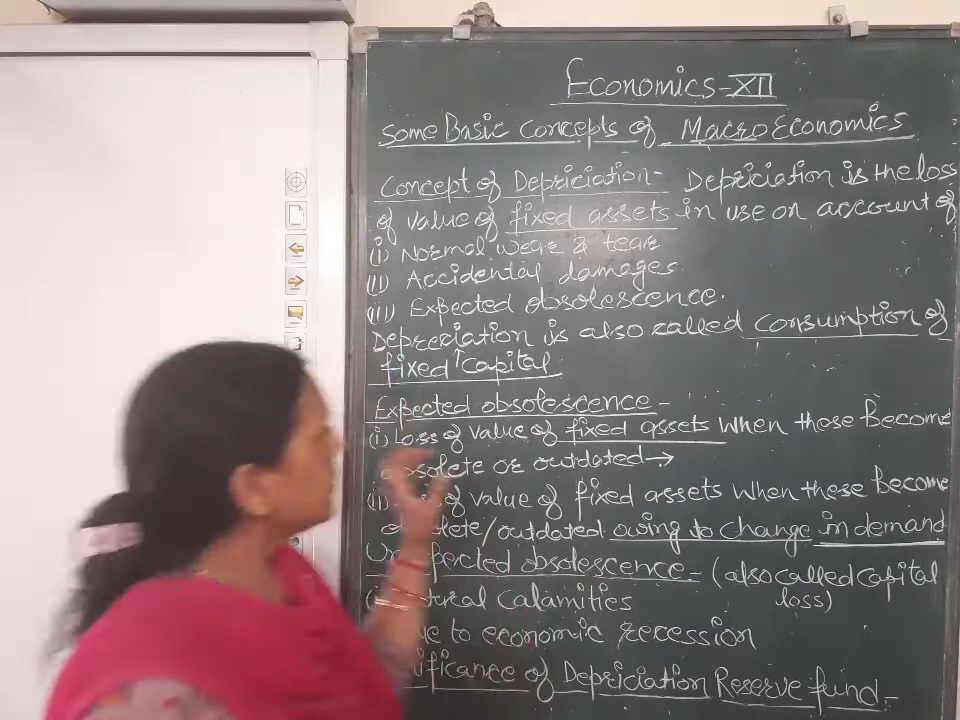 Economics-XII
Some Basic Concepts of MacroEconomics
Concept of Depriciation- Depriciation is the loss
of value of fixed assets in use on account of
(i) Normal wear & tear
(ii) Accidental damages.
(iii) Expected obsolescence.
Depreciation is also called consumption of
fixed capital
Expected obsolescence -
(i) Loss of value of fixed assets when these Become
obsolete or outdated→
of value of fixed assets when these Become
outdated owing to change in demand
obsolescence = (also called capital
loss)
Calamities
to economic recession
of Depriciation Reserve fund.-